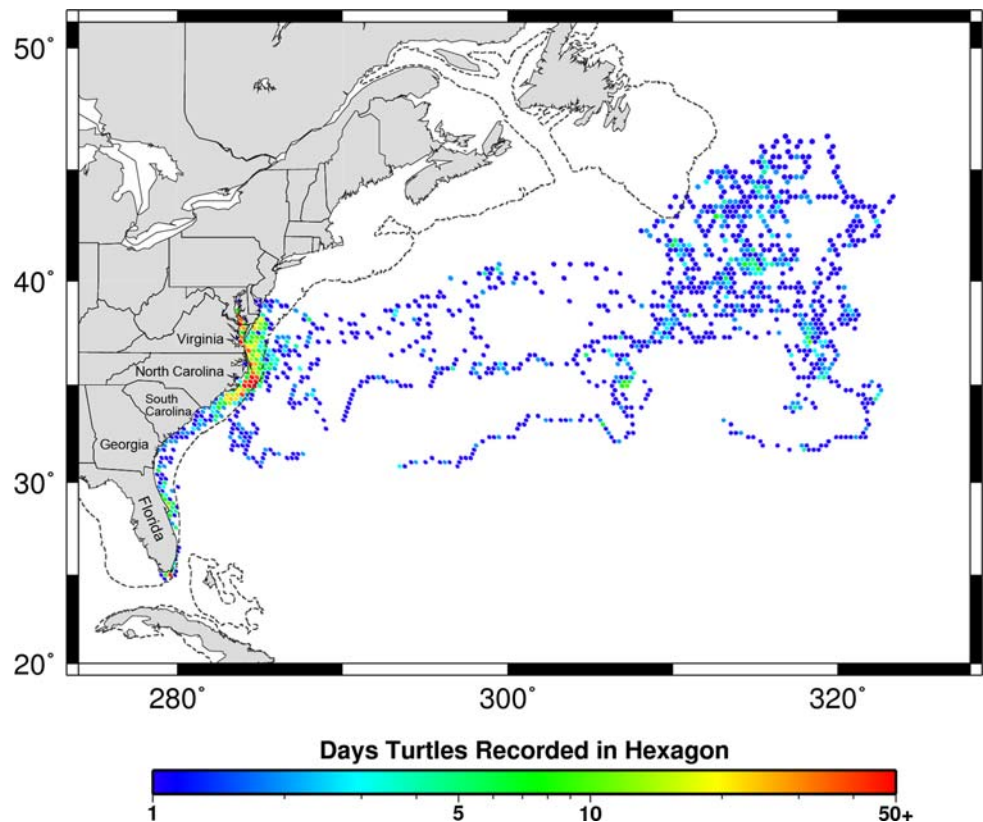 50°
40°
30°
20°
Virginia
North Carolina
South
Carolina
Georgia
Florida
280°
300°
320°
Days Turtles Recorded in Hexagon
1
5
10
50+